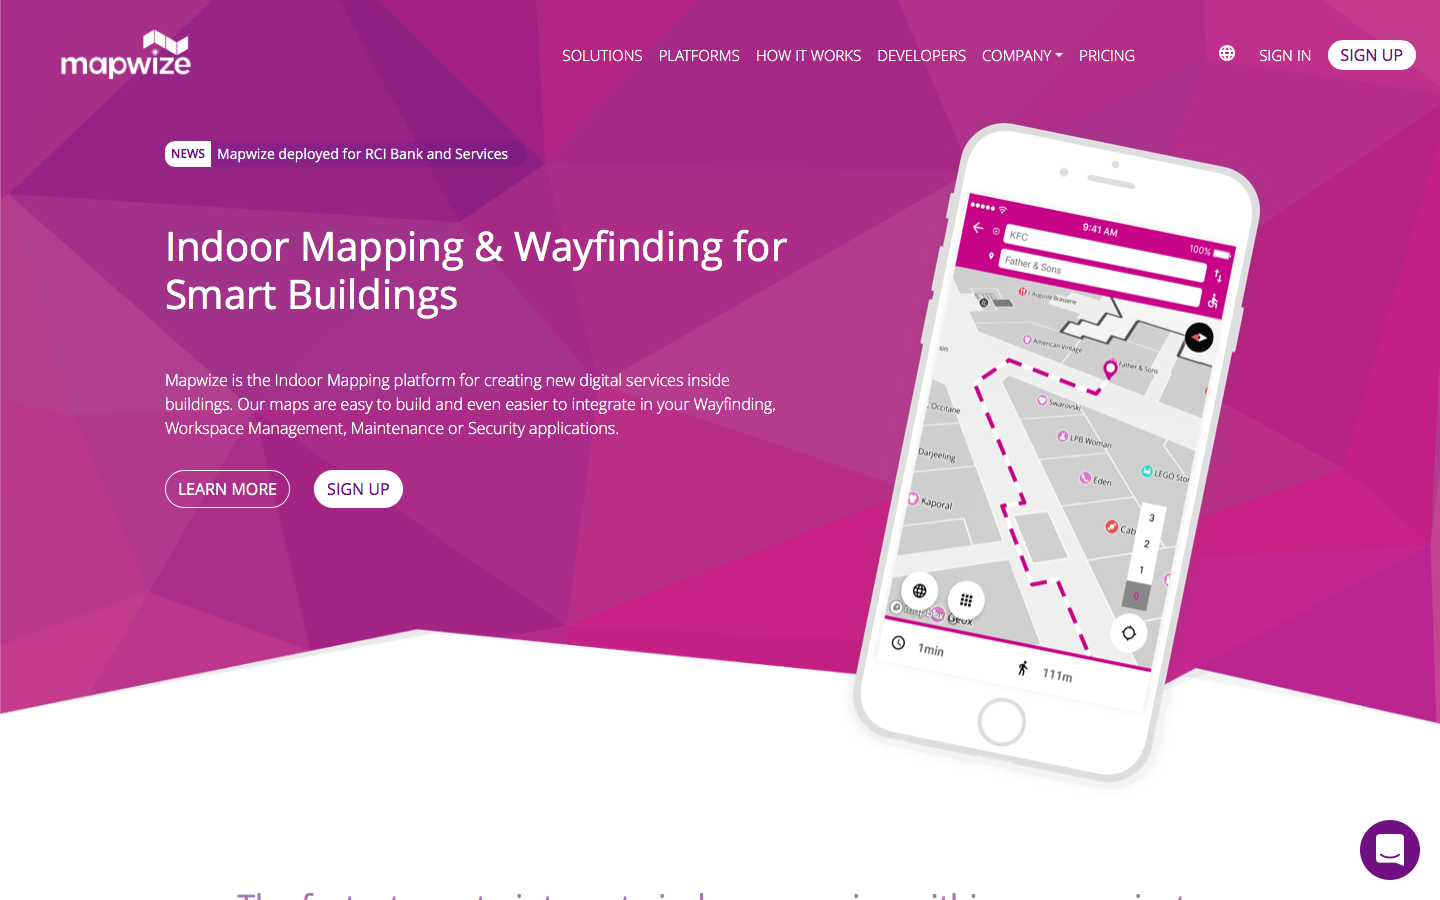 mapwize
SOLUTIONS PLATFORMS HOW IT WORKS DEVELOPERS COMPANY PRICING SIGN IN SIGN UP
NEWS Mapwize deployed for RCI Bank and Services
Indoor Mapping & Wayfinding for
Smart Buildings
Mapwize is the Indoor Mapping platform for creating new digital services inside
buildings. Our maps are easy to build and even easier to integrate in your Wayfinding,
Workspace Management, Maintenance or Security applications.
LEARN MORE SIGN UP
9:41 AM
100%
KFC
Father & Sons
Auguste Brasserie
American Vintage
Father & Sons
Swarovski
Occitane
LPB Woman
Darjeeling
LEGO Stor
Eden
Kaporal
Cab
3
2
1
0
mapbox
Geox
1min
111m